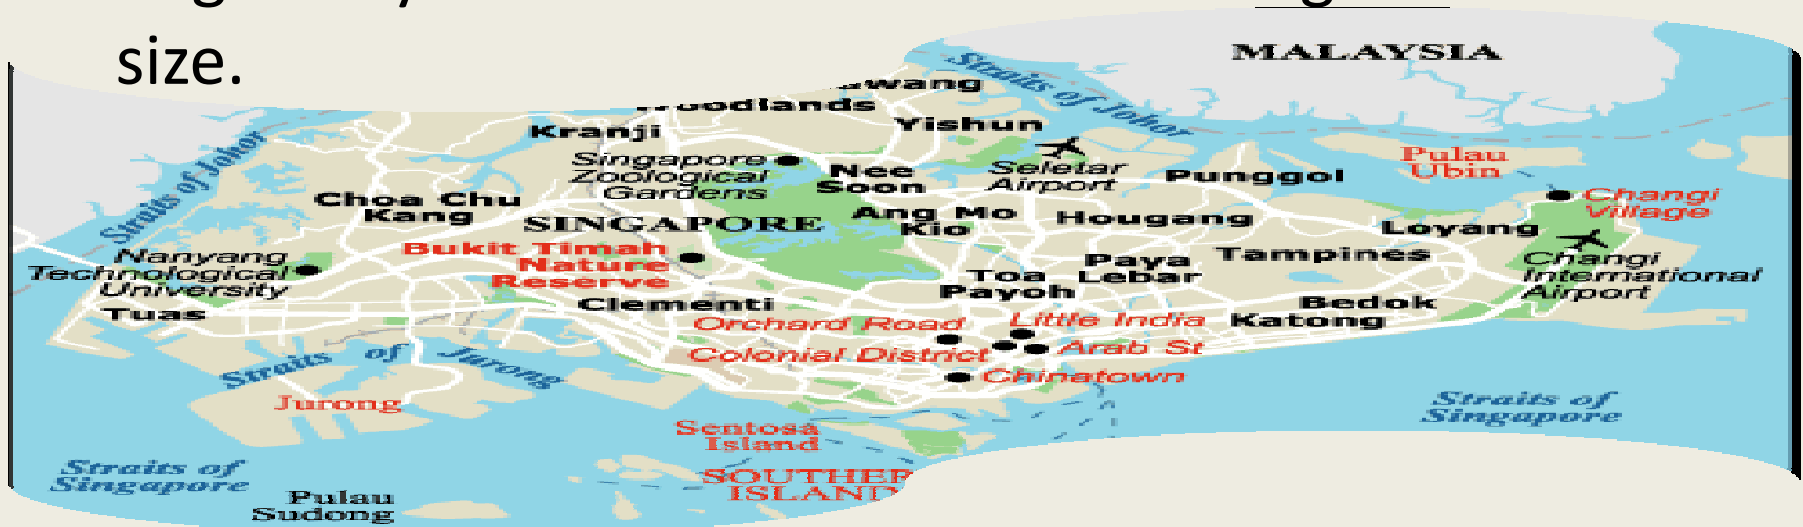 size.
MALAYSIA
Straits of Johor
Yishun
Kranji
Singapore
Zoological
Gardens
Nee
Soon
Seletar
Airport
Punggol
Pulau
Ubin
Straits of Johor
Choa Chu
Kang
SINGAPORE
Ang Mo
Kio
Hougang
Changi
Village
Loyang
Bukit Timah
Nature
Reserve
Nanyang
Technological
University
Tuas
Paya
Lebar
Tampines
Changi
International
Airport
Toa
Payoh
Clementi
Bedok
Katong
Orchard Road
Little India
Colonial District
Arab St
Chinatown
Straits of Jurong
Jurong
Straits of
Singapore
Sentosa
Island
Straits of
Singapore
Pulau
Sudong